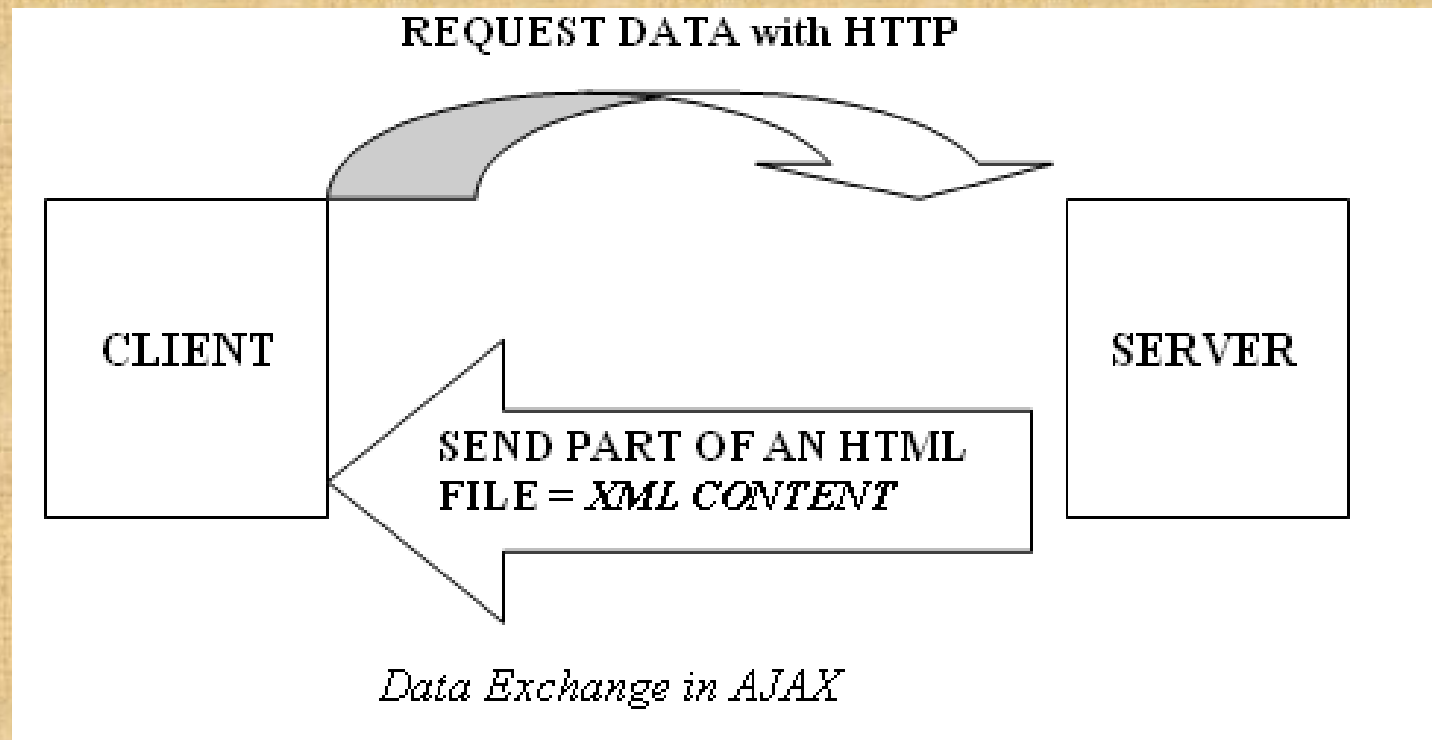 REQUEST DATA with HTTP
CLIENT
SERVER
SEND PART OF AN HTML
FILE = XML CONTENT
Data Exchange in AJAX